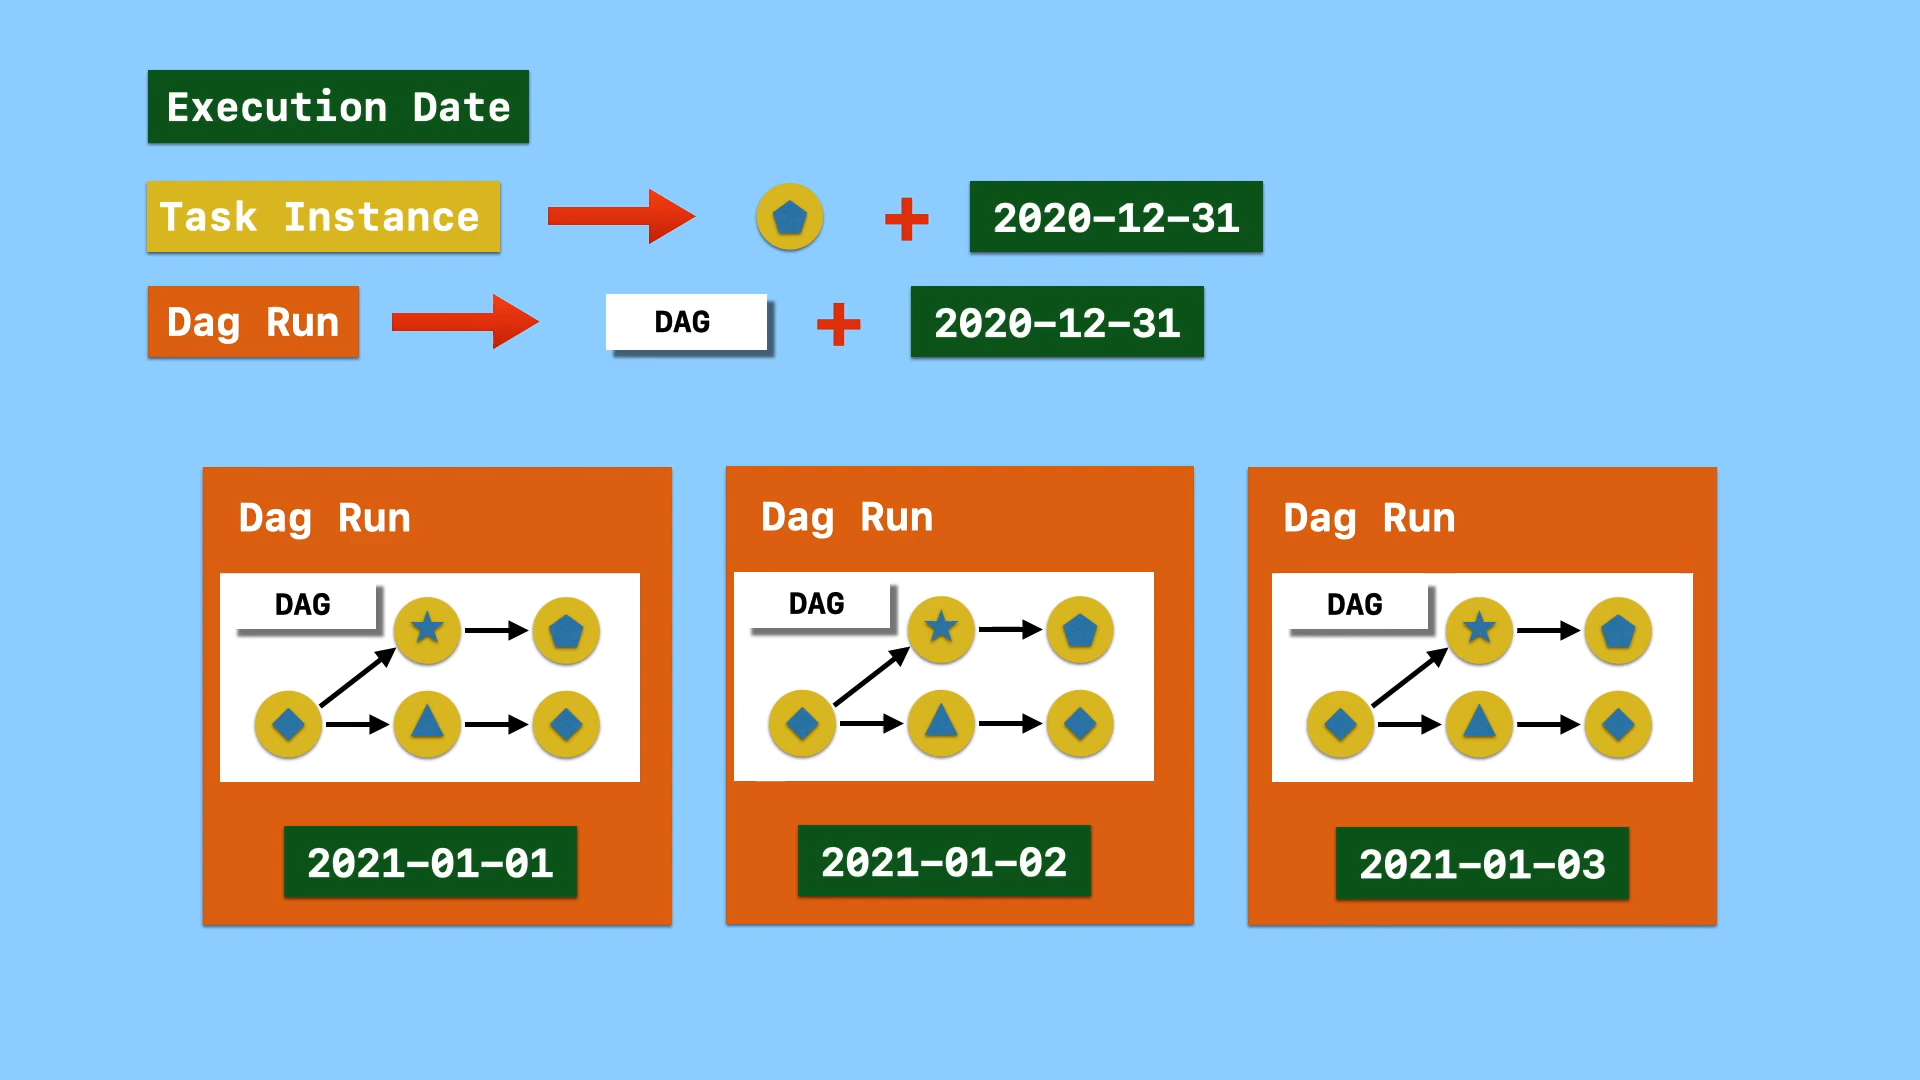 Execution Date
Task Instance
+
2020-12-31
Dag Run
DAG
+
2020-12-31
Dag Run
DAG
2021-01-01
Dag Run
DAG
2021-01-02
Dag Run
DAG
2021-01-03